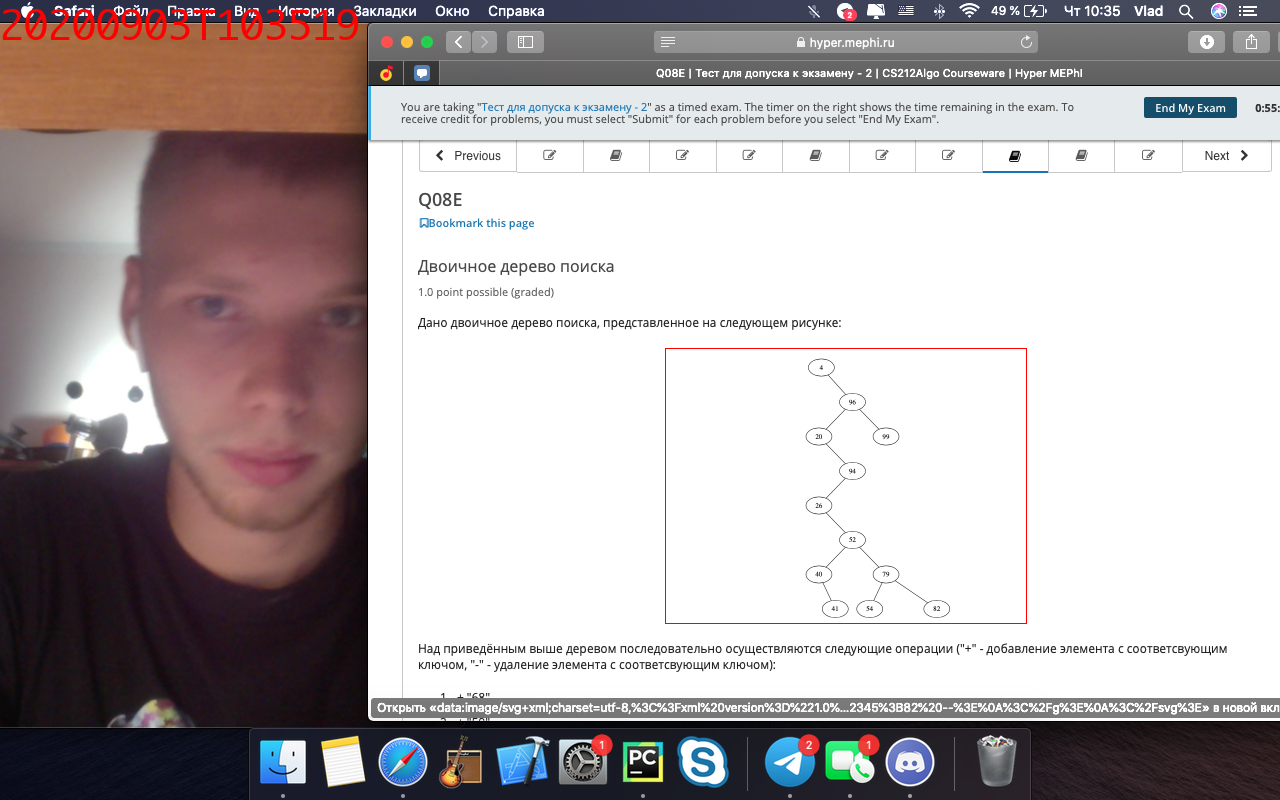 20200903T103519
Safari Файл Правка Вид История Закладки Окно Справка
2
49 %
Чт 10:35 Vlad
hyper.mephi.ru
Q08E | Тест для допуска к экзамену - 2 | CS212Algo Courseware | Hyper MEPhI
You are taking "Тест для допуска к экзамену - 2" as a timed exam. The timer on the right shows the time remaining in the exam. To
receive credit for problems, you must select "Submit" for each problem before you select "End My Exam".
End My Exam
0:55:
Previous
Next
Q08E
Bookmark this page
Двоичное дерево поиска
1.0 point possible (graded)
Дано двоичное дерево поиска, представленное на следующем рисунке:
4
96
20 99
94
26
52
40 79
41 54 82
Над приведённым выше деревом последовательно осуществляются следующие операции ("+" - добавление элемента с соответсвующим
ключом, "-" - удаление элемента с соответсвующим ключом):
1. + "68"
Открыть «data:image/svg+xml;charset=utf-8,%3C%3Fxml%20version%3D%221.0%...2345%3B82%20--%3E%0A%3C%2Fg%3E%0A%3C%2Fsvg%3E» в новой вкл
1
PC
2
1